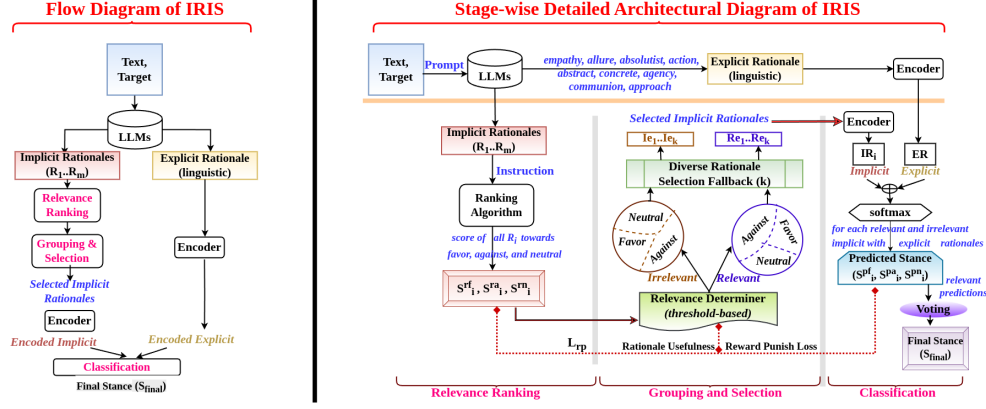 Flow Diagram of IRIS
Text,
Target
LLMs
Implicit Rationales
(R1..Rm)
Explicit Rationale
(linguistic)
Relevance
Ranking
Grouping &
Selection
Selected Implicit
Rationales
Encoder
Encoder
Encoded Implicit
Encoded Explicit
Classification
Final Stance (Sfinal)
Stage-wise Detailed Architectural Diagram of IRIS
Text,
Target
Prompt
LLMs
empathy, allure, absolutist, action,
abstract, concrete, agency,
communion, approach
Explicit Rationale
(linguistic)
Encoder
Implicit Rationales
(R1..Rm)
Instruction
Ranking
Algorithm
score of all Ri towards
favor, against, and neutral
S^rf_i , S^ra_i , S^rn_i
Relevance Ranking
Selected Implicit Rationales
Ie1..Iek
Re1..Rek
Diverse Rationale
Selection Fallback (k)
Neutral
Favor
Against
Against
Favor
Neutral
Irrelevant
Relevant
Relevance Determiner
(threshold-based)
Lrp
Rationale Usefulness
Reward Punish Loss
Grouping and Selection
Encoder
IRi
ER
Implicit
Explicit
softmax
for each relevant and irrelevant
implicit with explicit rationales
Predicted Stance
(S^pf_i, S^pa_i, S^pn_i)
relevant
predictions
Voting
Final Stance
(Sfinal)
Classification